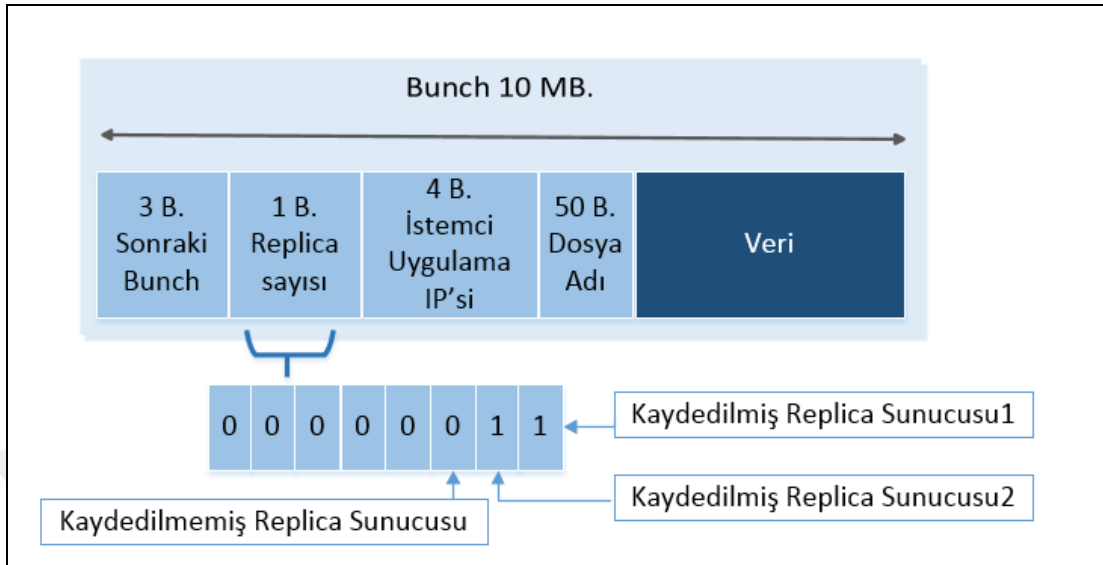 Bunch 10 MB.
3 B.
Sonraki
Bunch
1 B.
Replica
sayısı
4 B.
İstemci
Uygulama
IP’si
50 B.
Dosya
Adı
Veri
0 0 0 0 0 0 1 1
Kaydedilmiş Replica Sunucusu1
Kaydedilmiş Replica Sunucusu2
Kaydedilmemiş Replica Sunucusu